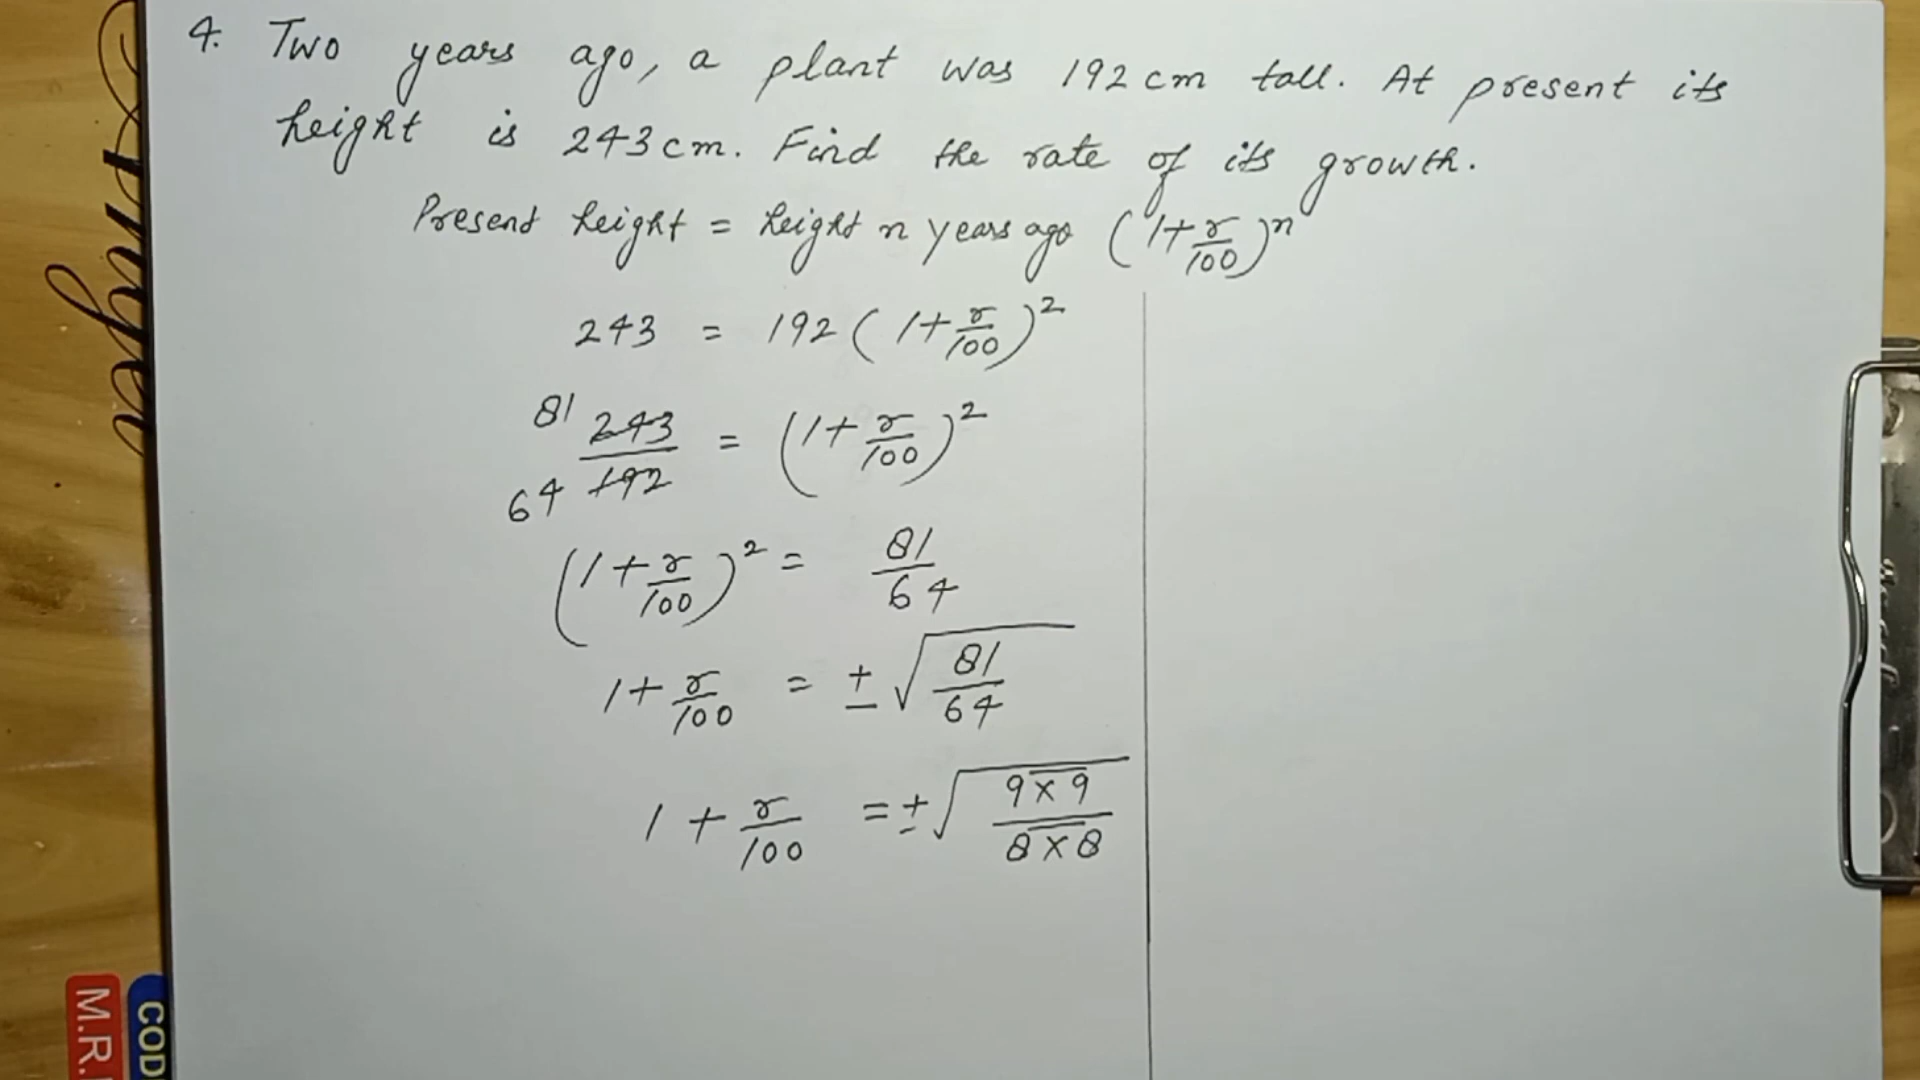 4. Two years ago, a plant was 192 cm tall. At present its
height is 243 cm. Find the rate of its growth.
Present height = height n years ago (1+r/100)^n
243 = 192 (1+r/100)^2
81 243/192 64 = (1+r/100)^2
(1+r/100)^2 = 81/64
1+r/100 = ±√(81/64)
1+r/100 = ±√(9×9/8×8)
M.R.
COD